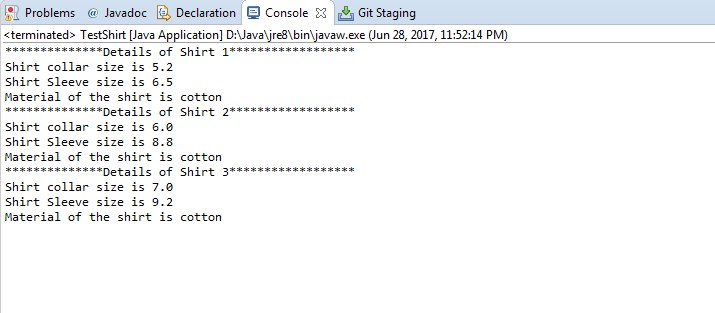 Problems @ Javadoc Declaration Console Git Staging
<terminated> TestShirt [Java Application] D:\Java\jre8\bin\javaw.exe (Jun 28, 2017, 11:52:14 PM)
**************Details of Shirt 1******************
Shirt collar size is 5.2
Shirt Sleeve size is 6.5
Material of the shirt is cotton
**************Details of Shirt 2******************
Shirt collar size is 6.0
Shirt Sleeve size is 8.8
Material of the shirt is cotton
**************Details of Shirt 3******************
Shirt collar size is 7.0
Shirt Sleeve size is 9.2
Material of the shirt is cotton